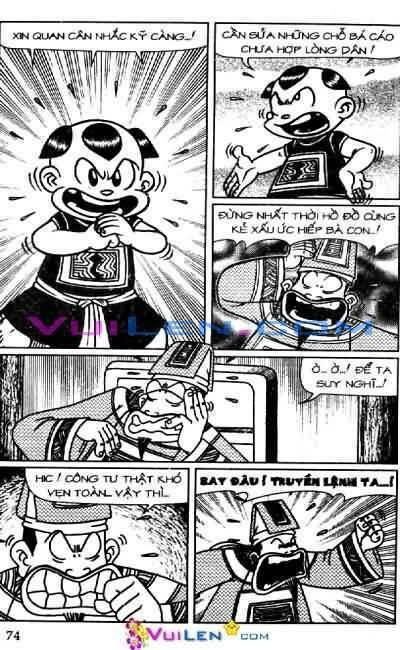 XIN QUAN CÂN NHẮC KỸ CÀNG...!
CẦN SỬA NHỮNG CHỖ BÁ CÁO
CHƯA HỢP LÒNG DÂN!
ĐỪNG NHẤT THỜI HỒ ĐỒ CÙNG
KẺ XẤU ỨC HIẾP BÀ CON...!
VUILEN.COM
Ờ... Ờ...! ĐỂ TA
SUY NGHĨ...!
HIC! CÔNG TƯ THẬT KHÓ
VẸN TOÀN... VẬY THÌ...
BAY ĐÂU! TRUYỀN LỆNH TA...!
74
VUILEN.COM